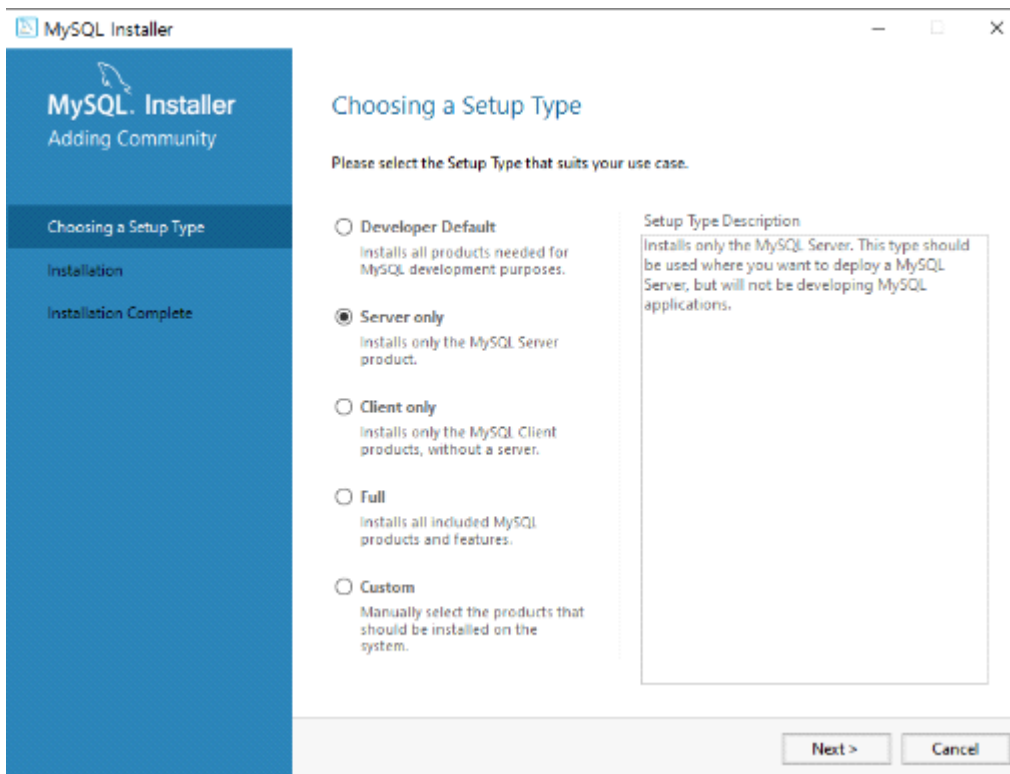 MySQL Installer
MySQL. Installer
Adding Community
Choosing a Setup Type
Installation
Installation Complete
Choosing a Setup Type
Please select the Setup Type that suits your use case.
Developer Default
Installs all products needed for
MySQL development purposes.
Server only
Installs only the MySQL Server
product.
Client only
Installs only the MySQL Client
products, without a server.
Full
Installs all included MySQL
products and features.
Custom
Manually select the products that
should be installed on the
system.
Setup Type Description
Installs only the MySQL Server. This type should
be used where you want to deploy a MySQL
Server, but will not be developing MySQL
applications.
Next >
Cancel